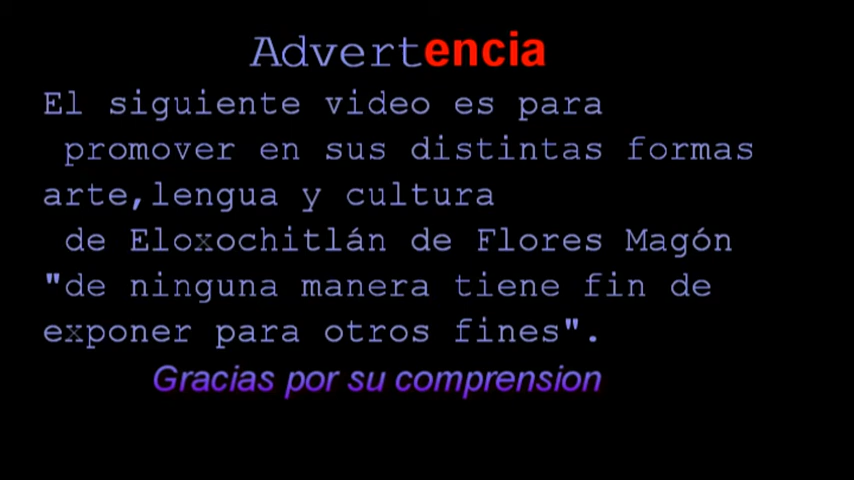 Advertencia
El siguiente video es para
promover en sus distintas formas
arte,lengua y cultura
de Eloxochitlán de Flores Magón
"de ninguna manera tiene fin de
exponer para otros fines".
Gracias por su comprension